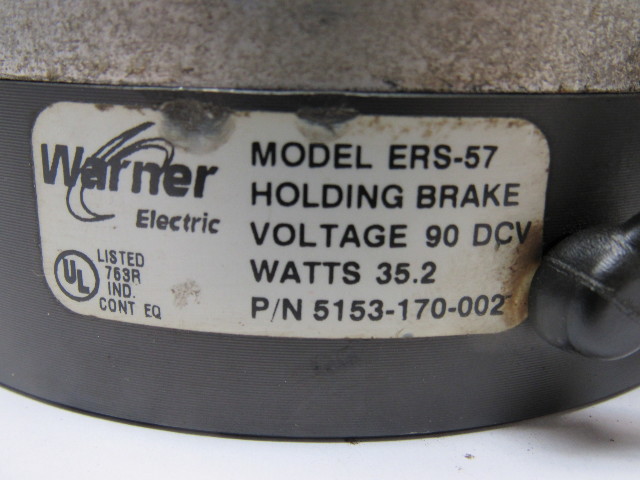 Warner
Electric
UL
LISTED
763R
IND.
CONT EQ
MODEL ERS-57
HOLDING BRAKE
VOLTAGE 90 DCV
WATTS 35.2
P/N 5153-170-002